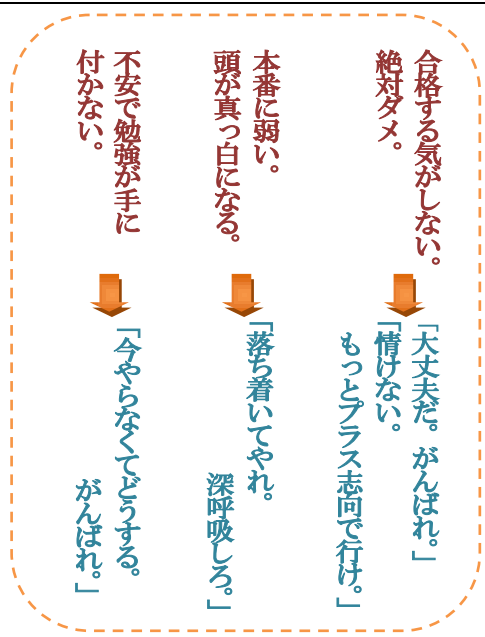 合格する気がしない。
絶対ダメ。
「大丈夫だ。がんばれ。」
「情けない。
もっとプラス志向で行け。」
本番に弱い。
頭が真っ白になる。
「落ち着いてやれ。
深呼吸しろ。」
不安で勉強が手に
付かない。
「今やらなくてどうする。
がんばれ。」